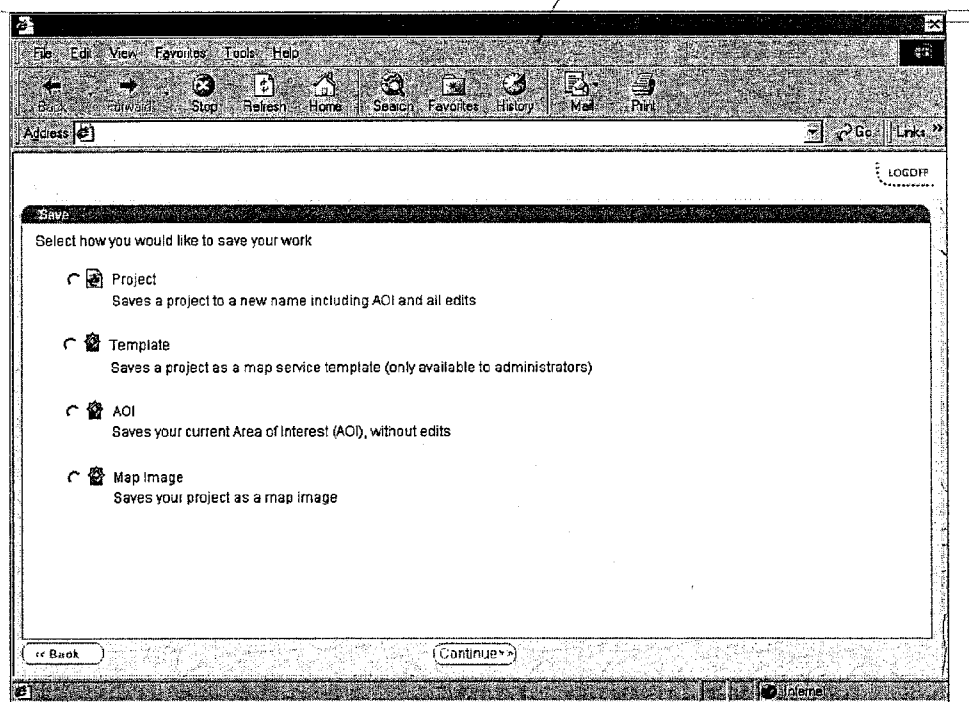 File Edit View Favorites Tools Help
Back Forward Stop Refresh Home Search Favorites History Mail Print
Address Go Links »
LOGOFF
Save
Select how you would like to save your work
Project
Saves a project to a new name including AOI and all edits
Template
Saves a project as a map service template (only available to administrators)
AOI
Saves your current Area of Interest (AOI), without edits
Map Image
Saves your project as a map image
<< Back Continue >>
Internet